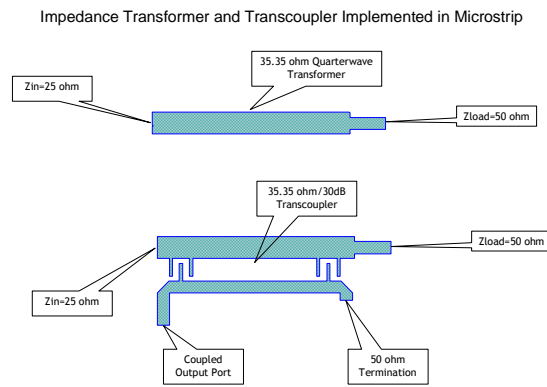 Impedance Transformer and Transcoupler Implemented in Microstrip
35.35 ohm Quarterwave
Transformer
Zin=25 ohm
Zload=50 ohm
35.35 ohm/30dB
Transcoupler
Zload=50 ohm
Zin=25 ohm
Coupled
Output Port
50 ohm
Termination